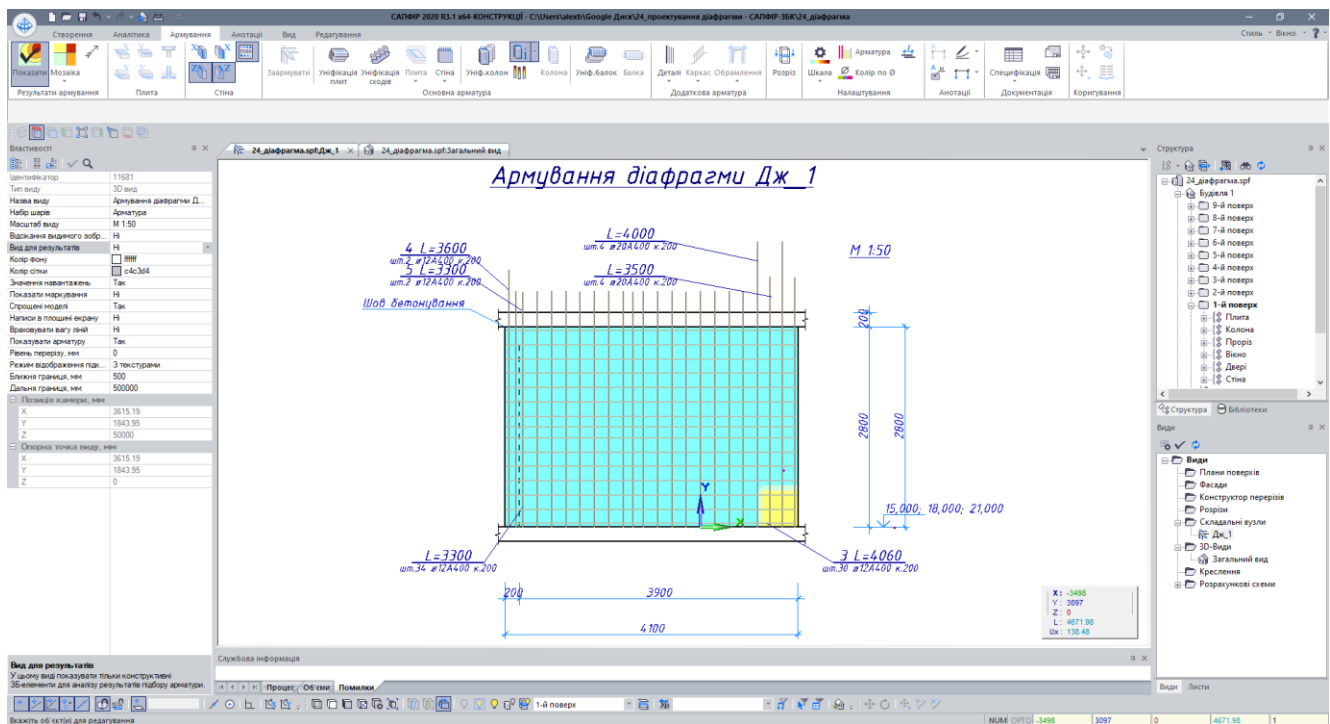 САПФІР 2020 R3.1 x64-КОНСТРУКЦІЇ - C:\Users\alexb\Google Диск\24_проектування діафрагми - САПФІР-ЗБК\24_діафрагма
Створення Аналітика Армування Анотації Вид Редагування
Стиль Вікно ?
Показати Мозаїка
Заармувати Уніфікація плит Уніфікація сходів Плита Стіна Уніф.колон Колона Уніф.балок Балка
Деталі Каркас Обрамлення Розріз Шкала Арматура
Колір по Ø
Специфікація
Результати армування Плита Стіна Основна арматура Додаткова арматура Налаштування Анотації Документація Коригування
Властивості
Ідентифікатор 11681
Тип виду 3D вид
Назва виду Армування діафрагми Д...
Набір шарів Арматура
Масштаб виду М 1:50
Відсікання видимого зобр... Ні
Вид для результатів Ні
Колір фону ffffff
Колір сітки c4c3d4
Значення навантажень Так
Показати маркування Ні
Спрощені моделі Так
Написи в площині екрану Ні
Враховувати вагу ліній Ні
Показувати арматуру Так
Рівень перерізу, мм 0
Режим відображення підк... З текстурами
Ближня границя, мм 500
Дальня границя, мм 500000
Позиція камери, мм
X 3615.19
Y 1843.95
Z 50000
Опорна точка виду, мм
X 3615.19
Y 1843.95
Z 0
Вид для результатів
У цьому виді показувати тільки конструктивні
3D-елементи для аналізу результатів підбору арматури.
24_діафрагма.spf:Дж_1 24_діафрагма.spf:Загальний вид
Армування діафрагми Дж_1
L=4000
шт.4 ø20А400 к.200
4 L=3600
шт.2 ø12А400 к.200
М 1:50
5 L=3300
шт.2 ø12А400 к.200
L=3500
шт.4 ø20А400 к.200
Шов бетонування
200
2800
2800
Y
X
15,000; 18,000; 21,000
L=3300
шт.34 ø12А400 к.200
3 L=4060
шт.30 ø12А400 к.200
200
3900
4100
X: -3498
Y: 3097
Z: 0
L: 4671.98
Ux: 138.48
Службова інформація
Процес Об'єми Помилки
Структура
24_діафрагма.spf
Будівля 1
9-й поверх
8-й поверх
7-й поверх
6-й поверх
5-й поверх
4-й поверх
3-й поверх
2-й поверх
1-й поверх
Плита
Колона
Проріз
Вікно
Двері
Стіна
Структура Бібліотеки
Види
Види
Плани поверхів
Фасади
Конструктор перерізів
Розрізи
Складальні вузли
Дж_1
3D-Види
Загальний вид
Креслення
Розрахункові схеми
Види Листи
1-й поверх
Вкажіть об'єкт(и) для редагування
NUM ОРТО -3498 3097 0 4671.98 1